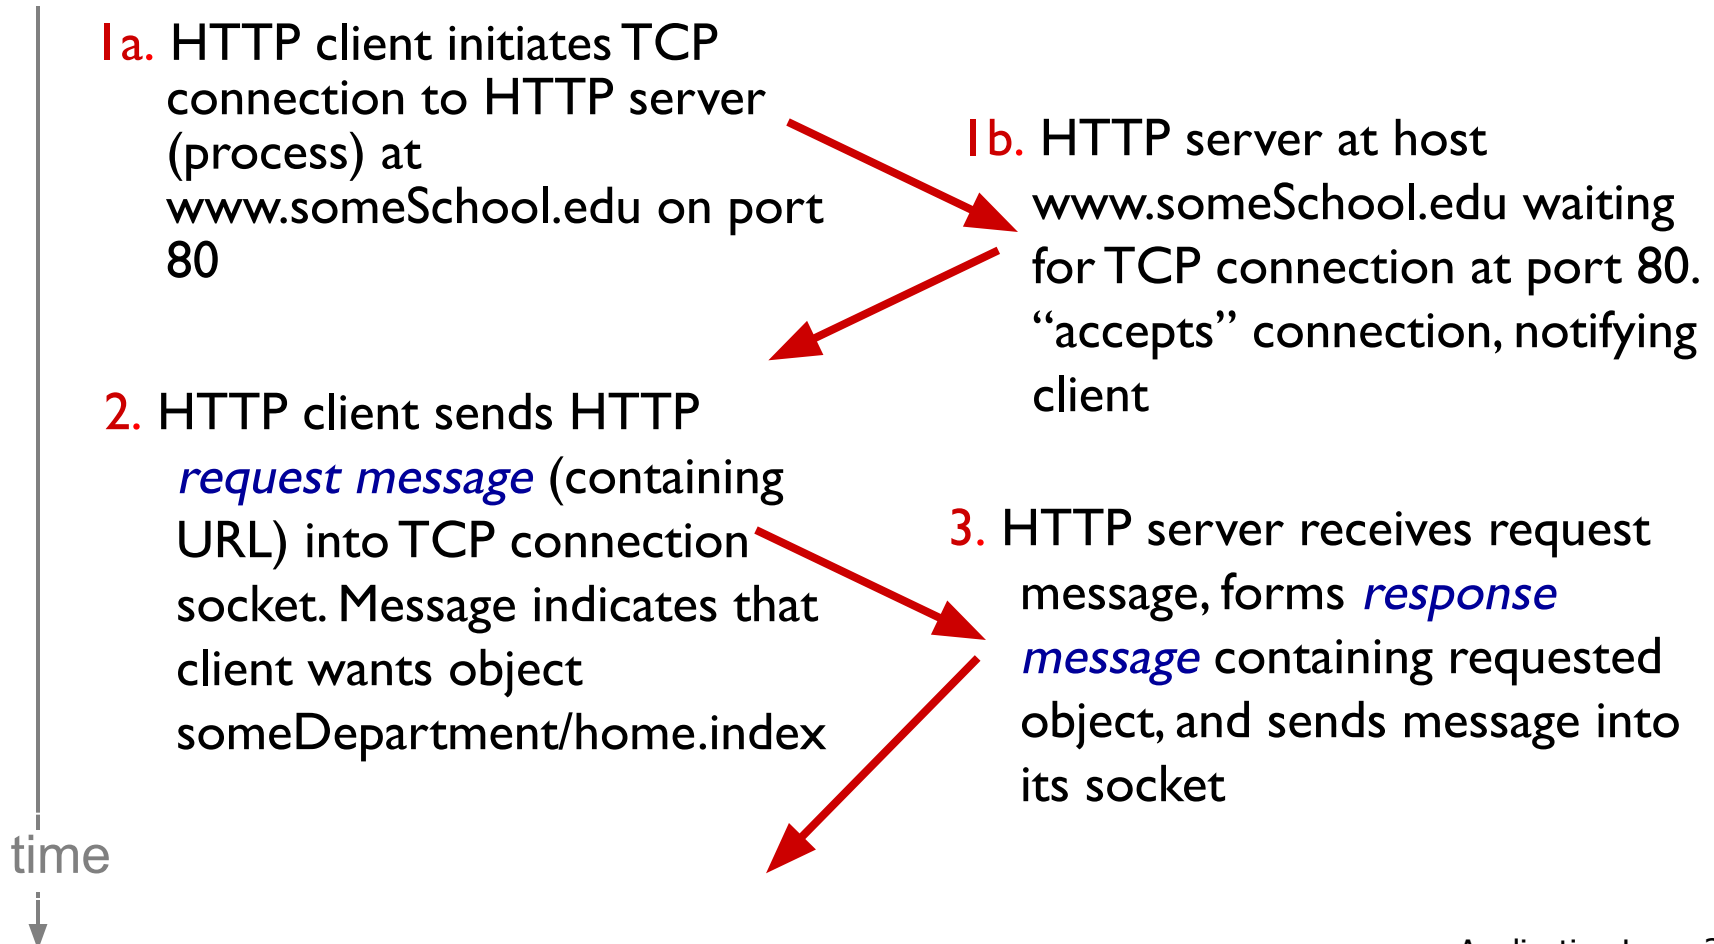 1a. HTTP client initiates TCP
connection to HTTP server
(process) at
www.someSchool.edu on port
80
1b. HTTP server at host
www.someSchool.edu waiting
for TCP connection at port 80.
“accepts” connection, notifying
client
2. HTTP client sends HTTP
request message (containing
URL) into TCP connection
socket. Message indicates that
client wants object
someDepartment/home.index
3. HTTP server receives request
message, forms response
message containing requested
object, and sends message into
its socket
time